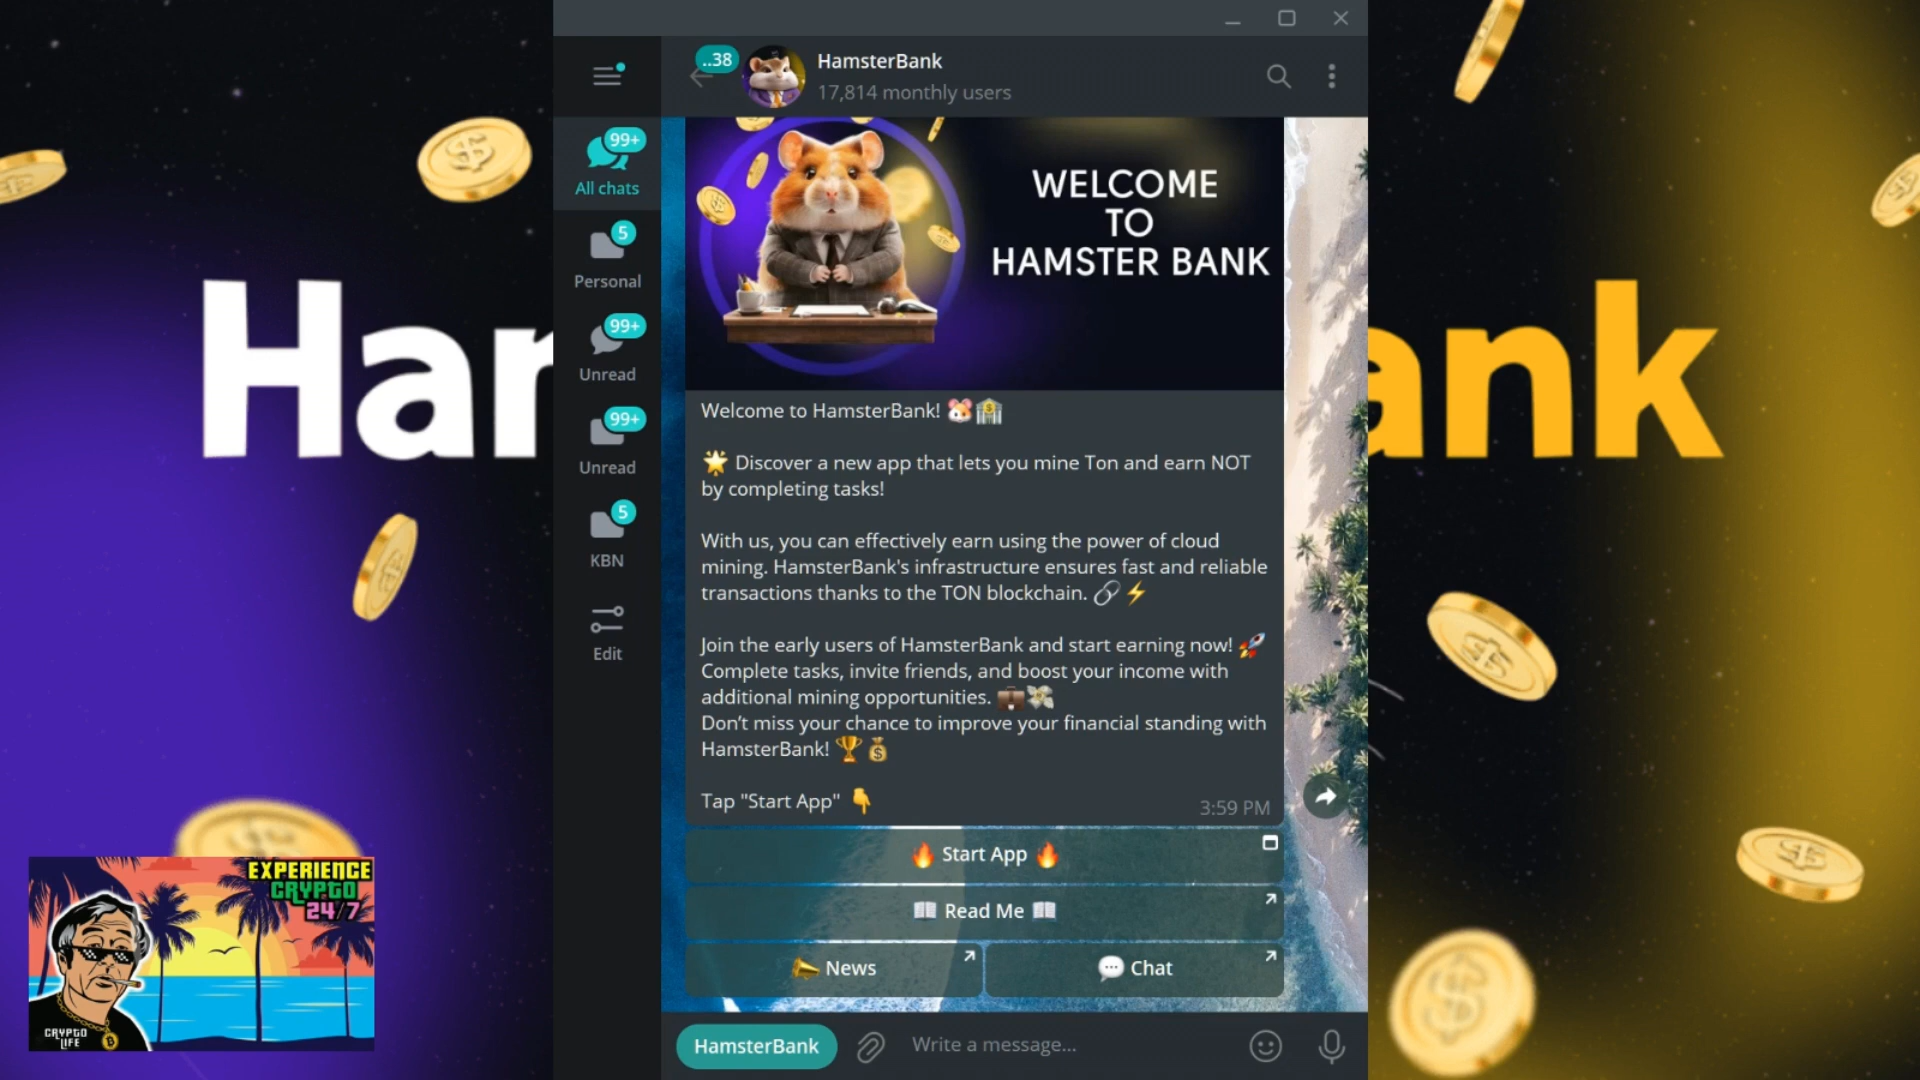 ..38
HamsterBank
17,814 monthly users
99+
All chats
5
Personal
99+
Unread
99+
Unread
5
KBN
Edit
Har
ank
WELCOME
TO
HAMSTER BANK
Welcome to HamsterBank! 🐹🏦
🌟 Discover a new app that lets you mine Ton and earn NOT
by completing tasks!
With us, you can effectively earn using the power of cloud
mining. HamsterBank's infrastructure ensures fast and reliable
transactions thanks to the TON blockchain. 🔗⚡
Join the early users of HamsterBank and start earning now! 🚀
Complete tasks, invite friends, and boost your income with
additional mining opportunities. 💼💸
Don't miss your chance to improve your financial standing with
HamsterBank! 🏆💰
Tap "Start App" 👇
3:59 PM
🔥 Start App 🔥
📖 Read Me 📖
📣 News
💬 Chat
HamsterBank
Write a message...
EXPERIENCE
CRYPTO
24/7
CRYPTO
LIFE